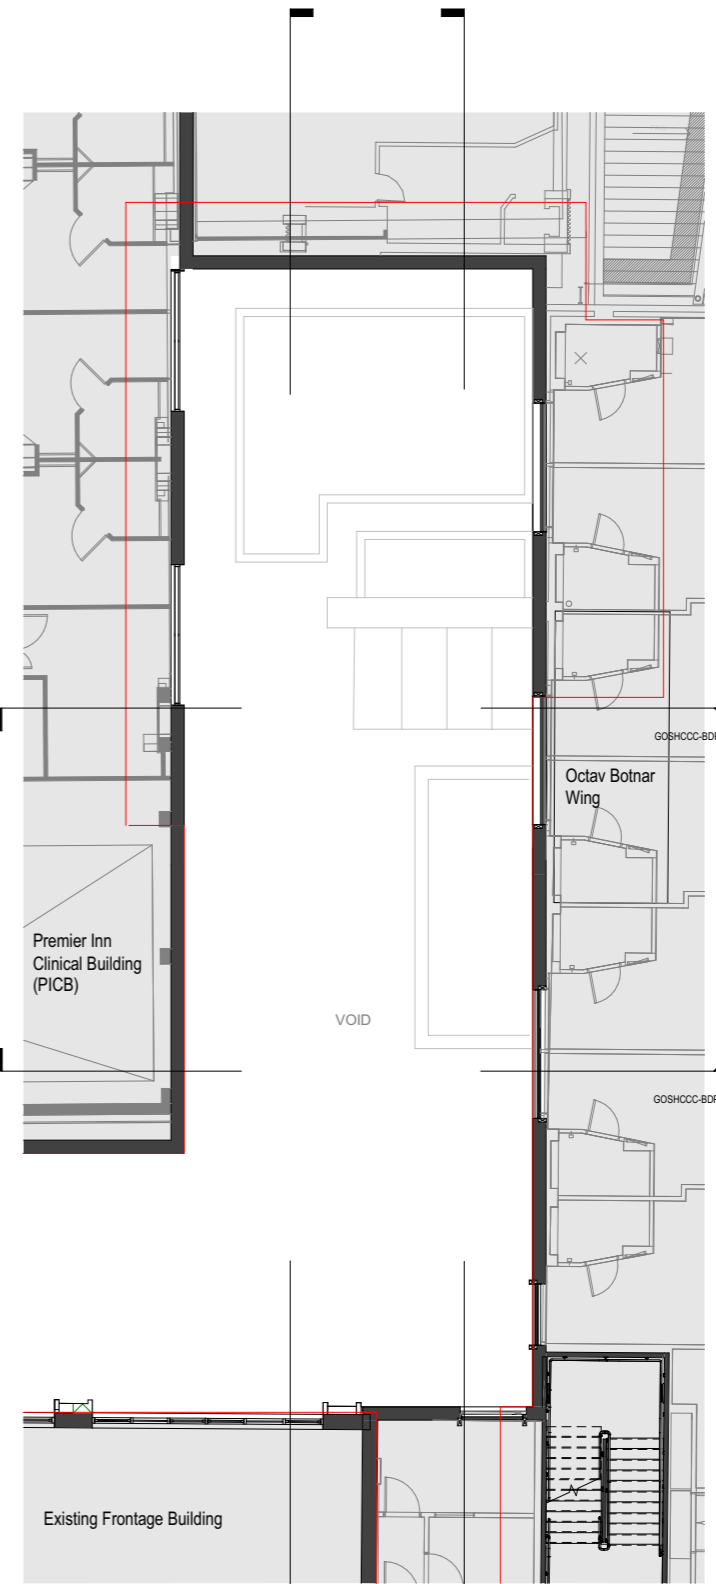 GOSHCCC-BDP
Octav Botnar
Wing
Premier Inn
Clinical Building
(PICB)
VOID
GOSHCCC-BDP
Existing Frontage Building